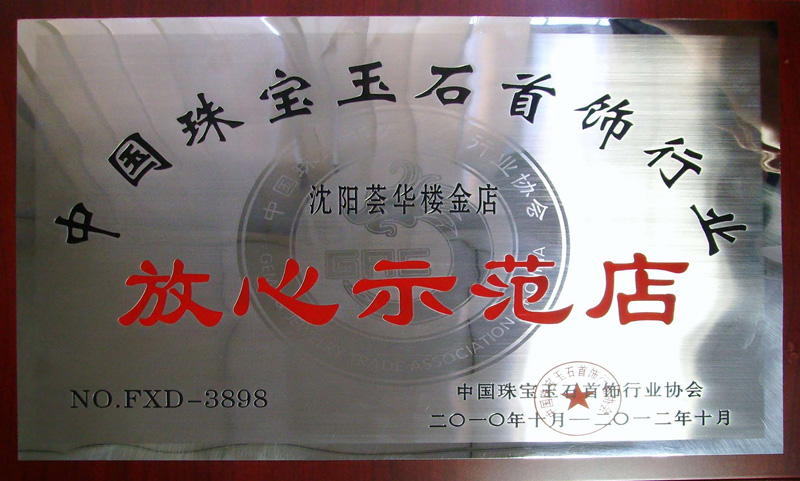 中国珠宝玉石首饰行业
沈阳荟华楼金店
放心示范店
NO.FXD-3898
中国珠宝玉石首饰行业协会
二〇一〇年十月—二〇一二年十月